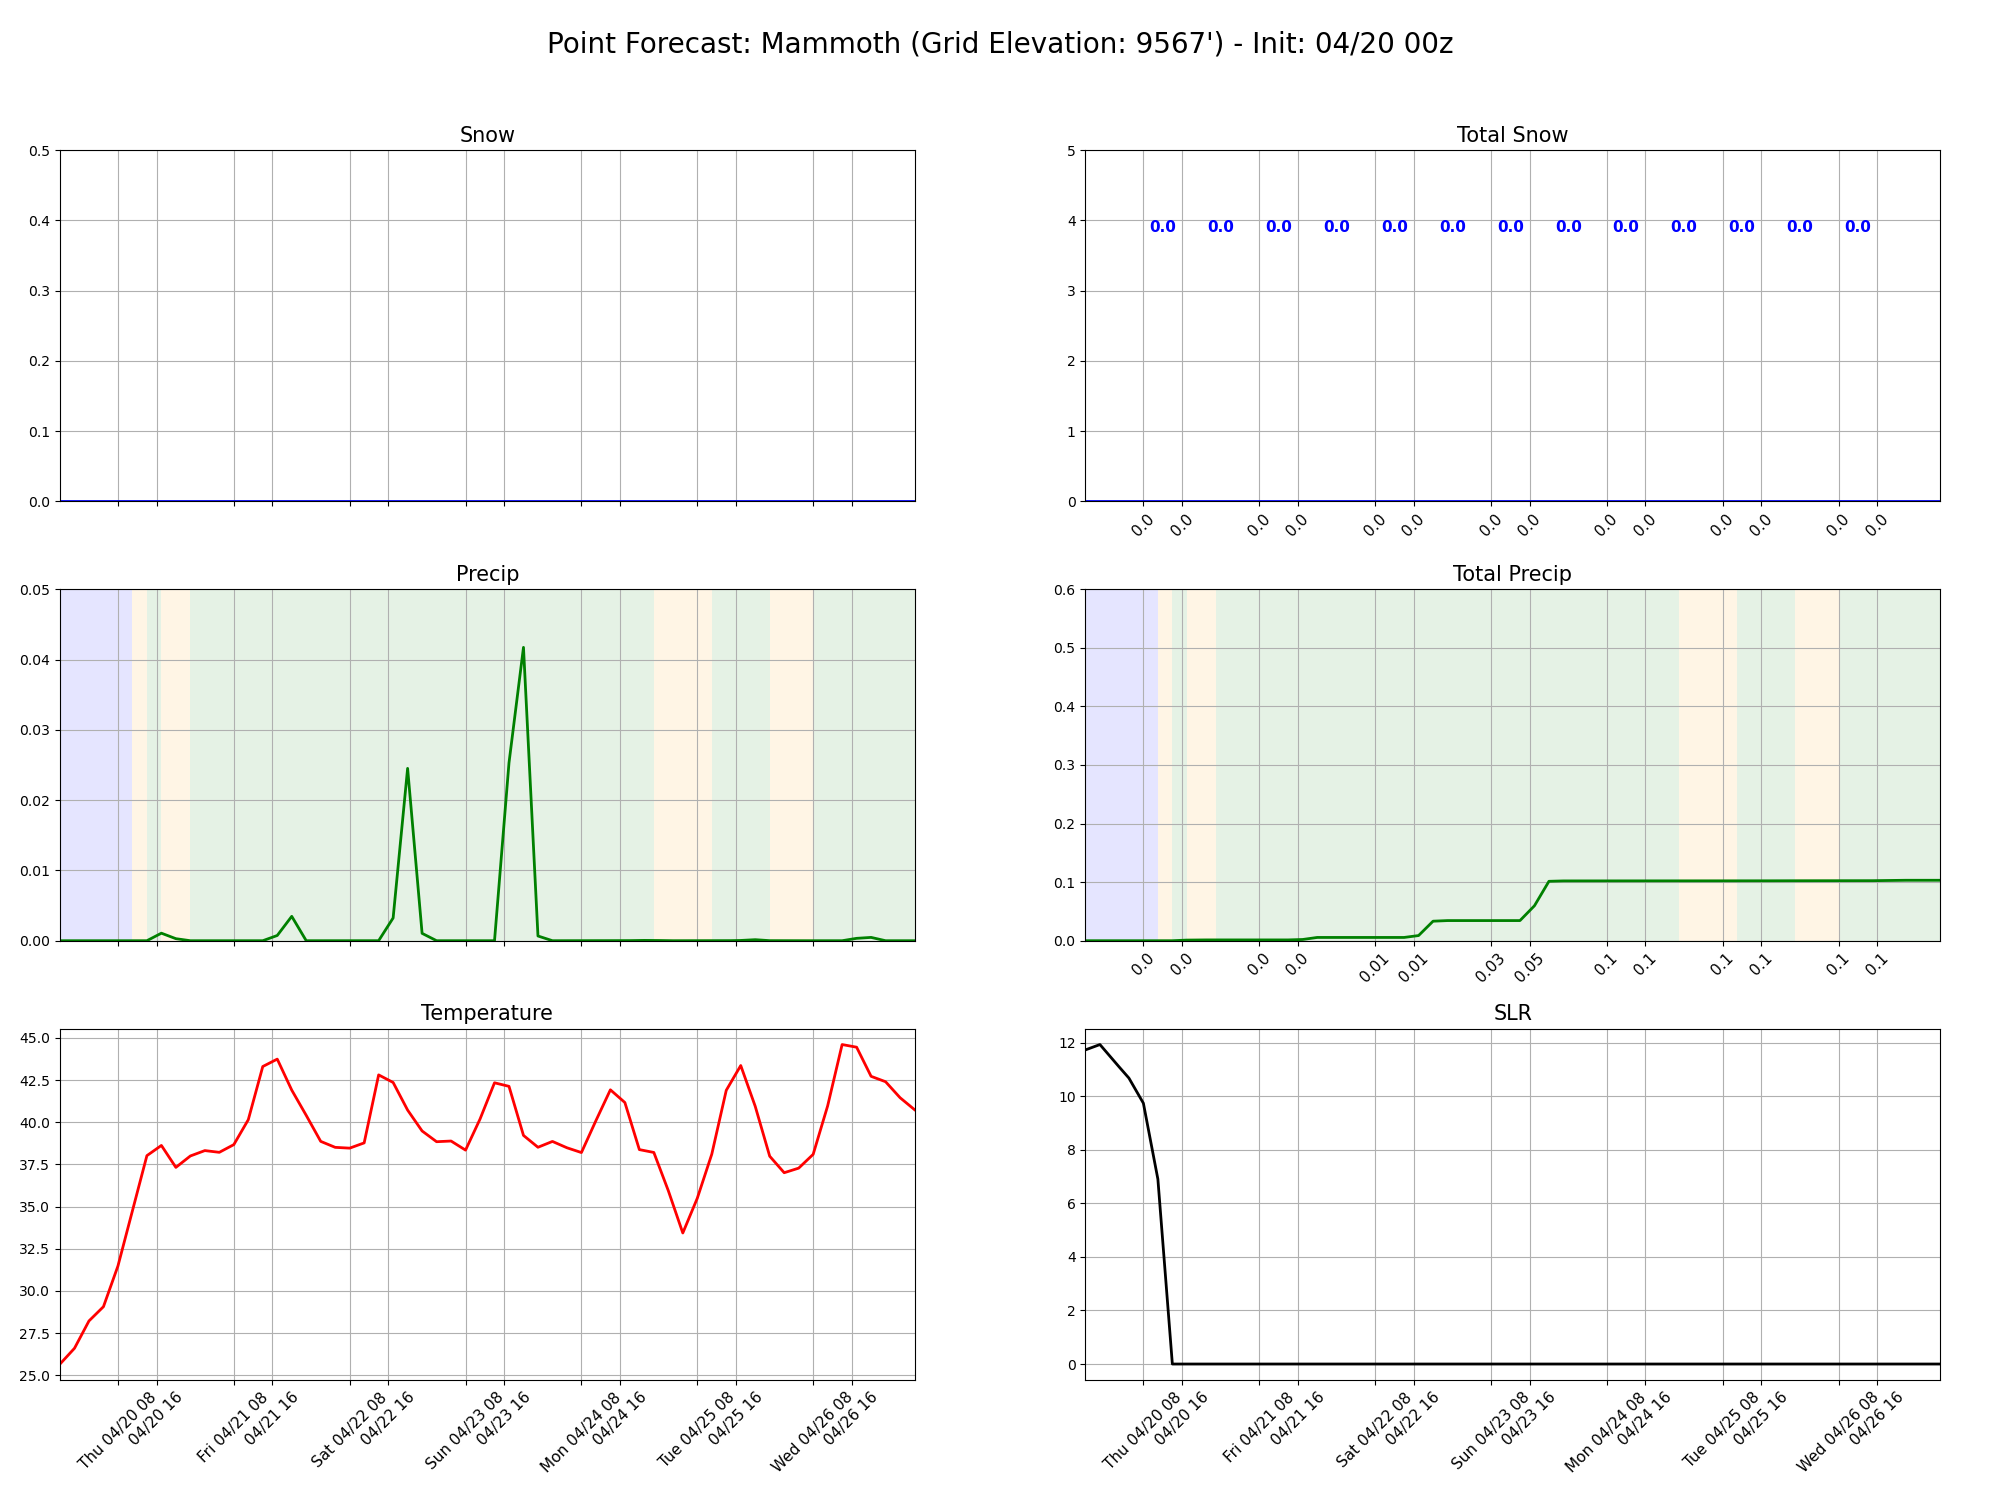 Point Forecast: Mammoth (Grid Elevation: 9567') - Init: 04/20 00z
Snow
0.5
0.4
0.3
0.2
0.1
0.0
Total Snow
5
4
3
2
1
0
0.0 0.0 0.0 0.0 0.0 0.0 0.0 0.0 0.0 0.0 0.0 0.0 0.0
0.0 0.0 0.0 0.0 0.0 0.0 0.0 0.0 0.0 0.0 0.0 0.0 0.0 0.0
Precip
0.05
0.04
0.03
0.02
0.01
0.00
Total Precip
0.6
0.5
0.4
0.3
0.2
0.1
0.0
0.0 0.0 0.0 0.0 0.01 0.01 0.03 0.05 0.1 0.1 0.1 0.1 0.1 0.1
Temperature
45.0
42.5
40.0
37.5
35.0
32.5
30.0
27.5
25.0
Thu 04/20 08
04/20 16
Fri 04/21 08
04/21 16
Sat 04/22 08
04/22 16
Sun 04/23 08
04/23 16
Mon 04/24 08
04/24 16
Tue 04/25 08
04/25 16
Wed 04/26 08
04/26 16
SLR
12
10
8
6
4
2
0
Thu 04/20 08
04/20 16
Fri 04/21 08
04/21 16
Sat 04/22 08
04/22 16
Sun 04/23 08
04/23 16
Mon 04/24 08
04/24 16
Tue 04/25 08
04/25 16
Wed 04/26 08
04/26 16